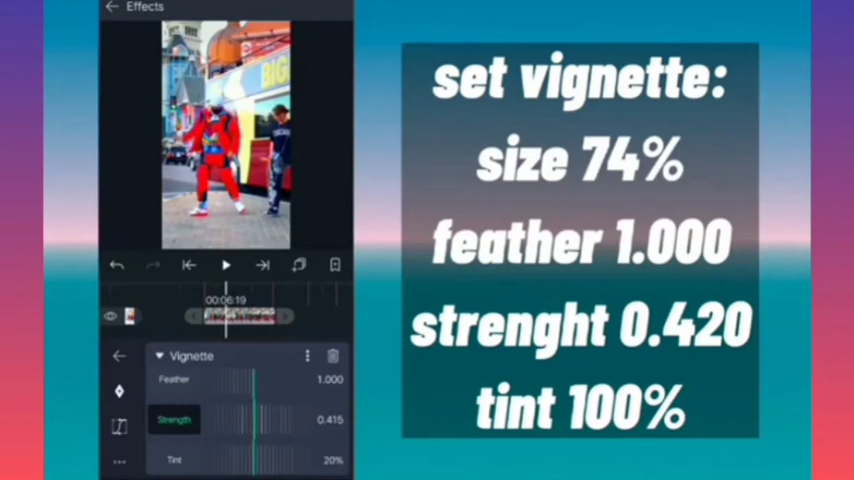 Effects
BIG
set vignette:
size 74%
feather 1.000
strenght 0.420
tint 100%
00:06:19
Vignette
Feather 1.000
Strength 0.415
Tint 20%